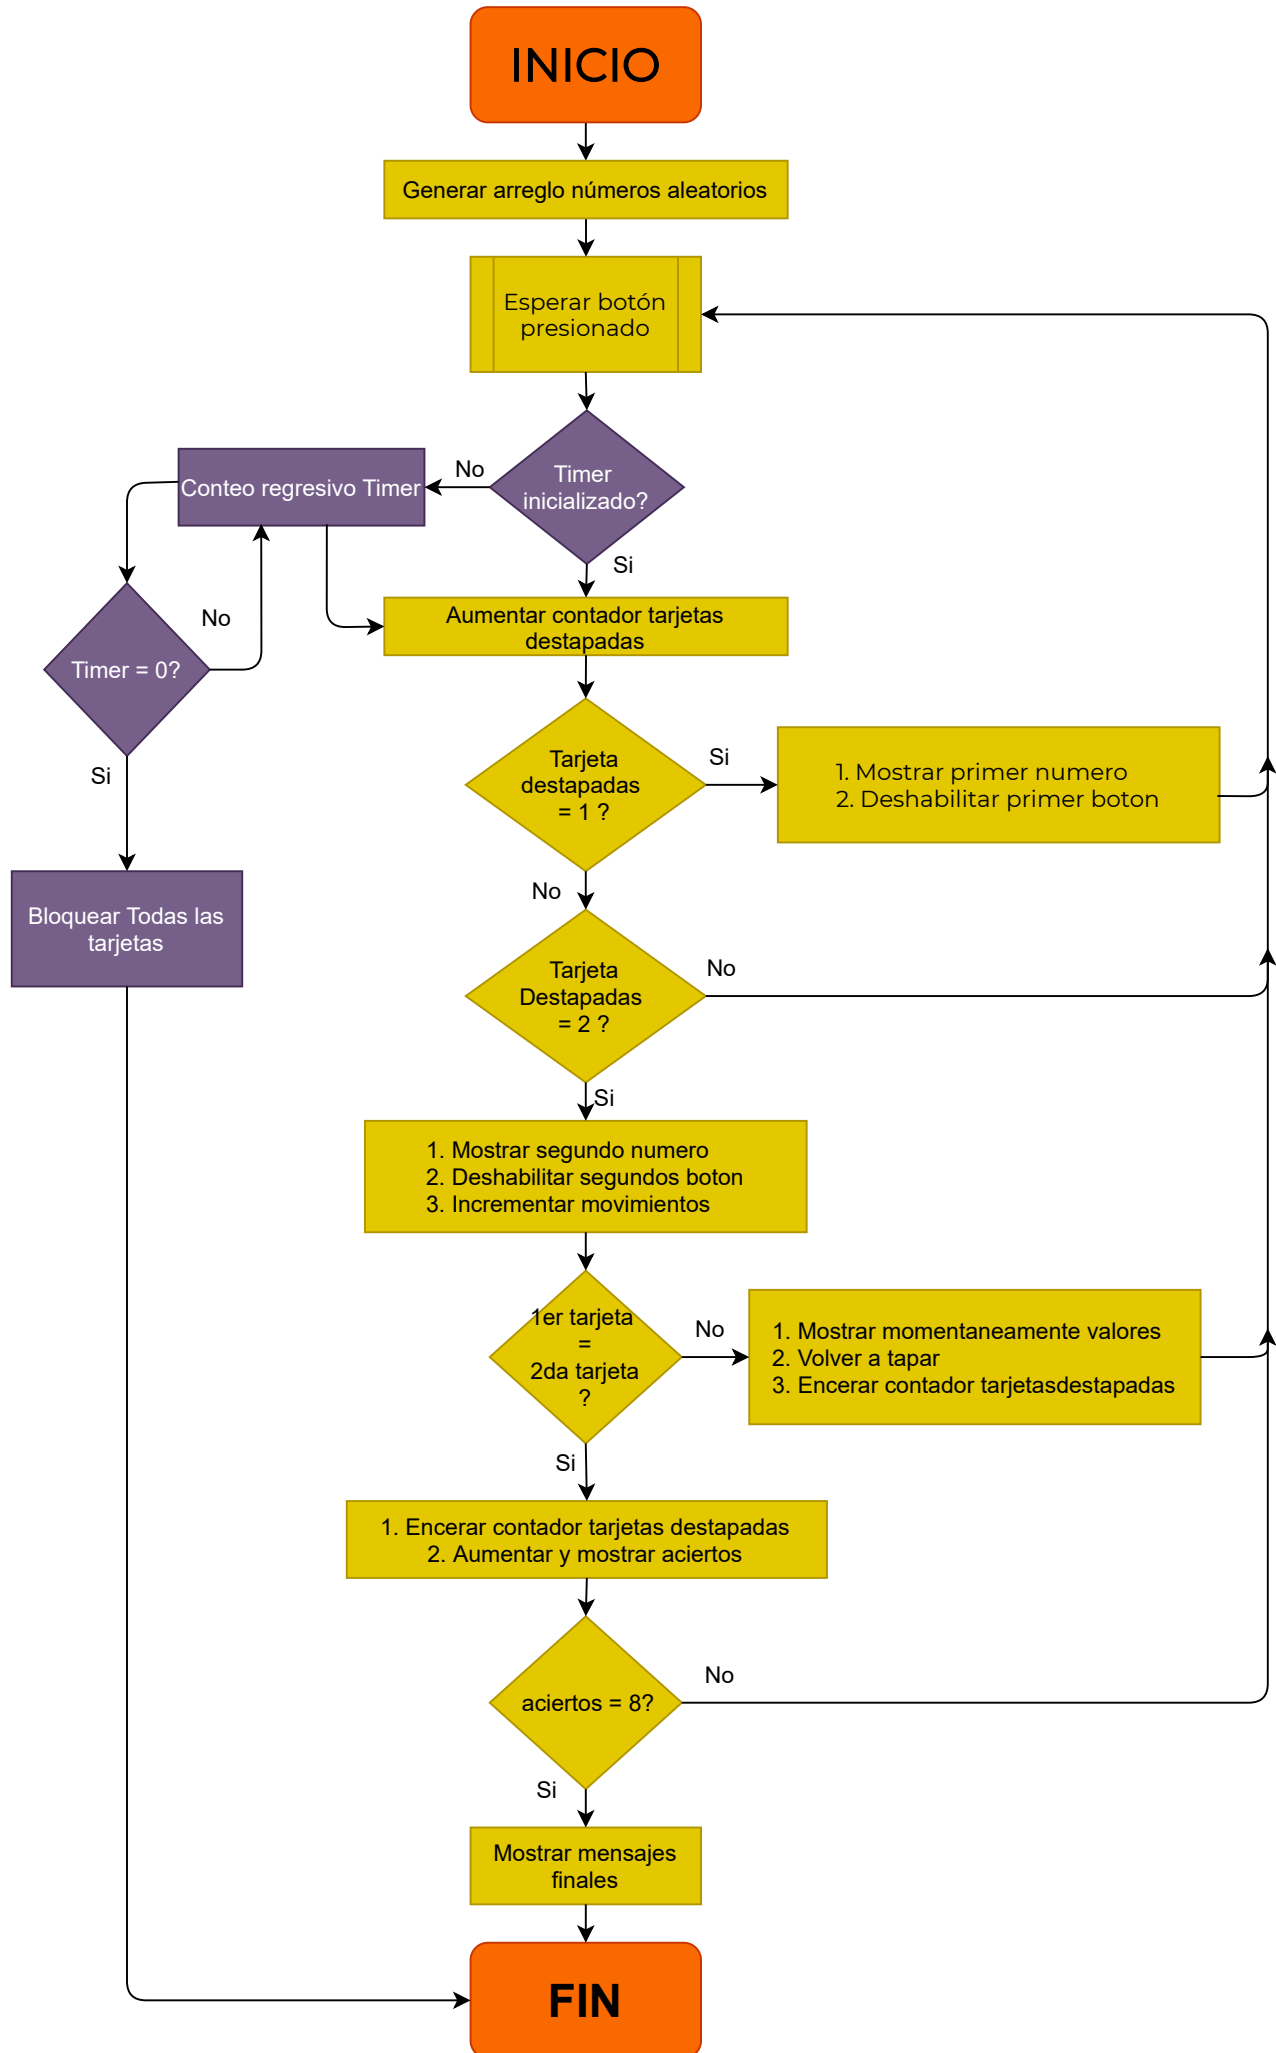 INICIO
Generar arreglo números aleatorios
Esperar botón
presionado
Timer
inicializado?
No
Conteo regresivo Timer
Si
No
Aumentar contador tarjetas
destapadas
Timer = 0?
Si
Tarjeta
destapadas
= 1 ?
Si
1. Mostrar primer numero
2. Deshabilitar primer boton
No
Bloquear Todas las
tarjetas
Tarjeta
Destapadas
= 2 ?
No
Si
1. Mostrar segundo numero
2. Deshabilitar segundos boton
3. Incrementar movimientos
1er tarjeta
=
2da tarjeta
?
No
1. Mostrar momentaneamente valores
2. Volver a tapar
3. Encerar contador tarjetasdestapadas
Si
1. Encerar contador tarjetas destapadas
2. Aumentar y mostrar aciertos
aciertos = 8?
No
Si
Mostrar mensajes
finales
FIN